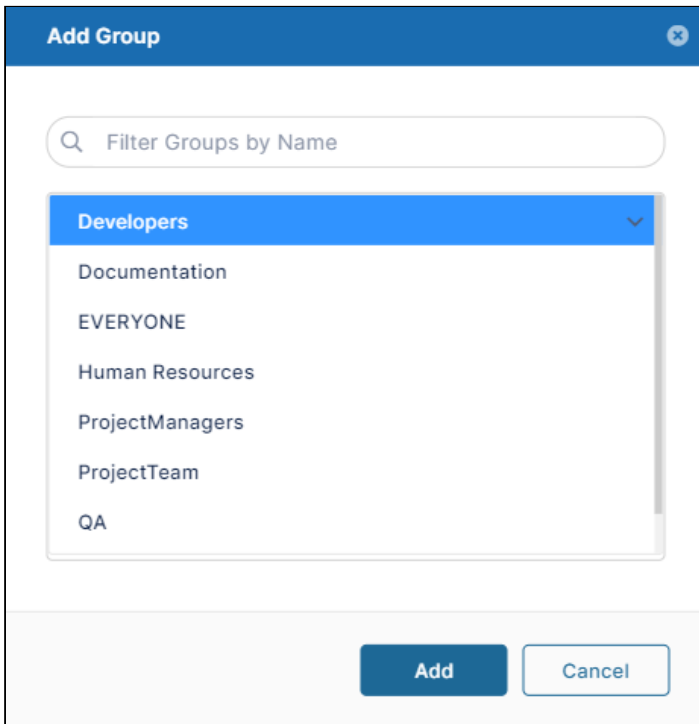 Add Group
Filter Groups by Name
Developers
Documentation
EVERYONE
Human Resources
ProjectManagers
ProjectTeam
QA
Add
Cancel